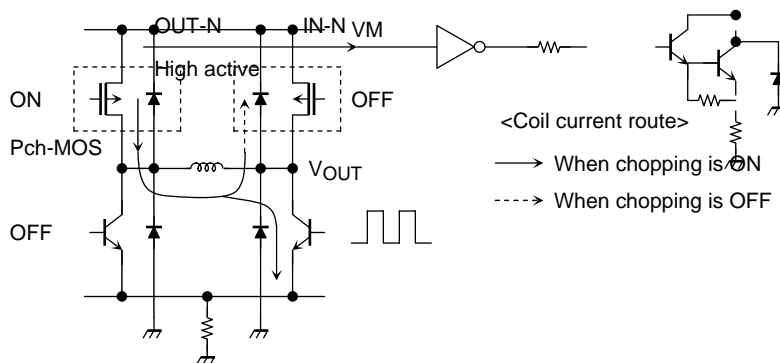 OUT-N IN-N VM
High active
ON
OFF
Pch-MOS
<Coil current route>
VOUT
When chopping is ON
When chopping is OFF
OFF